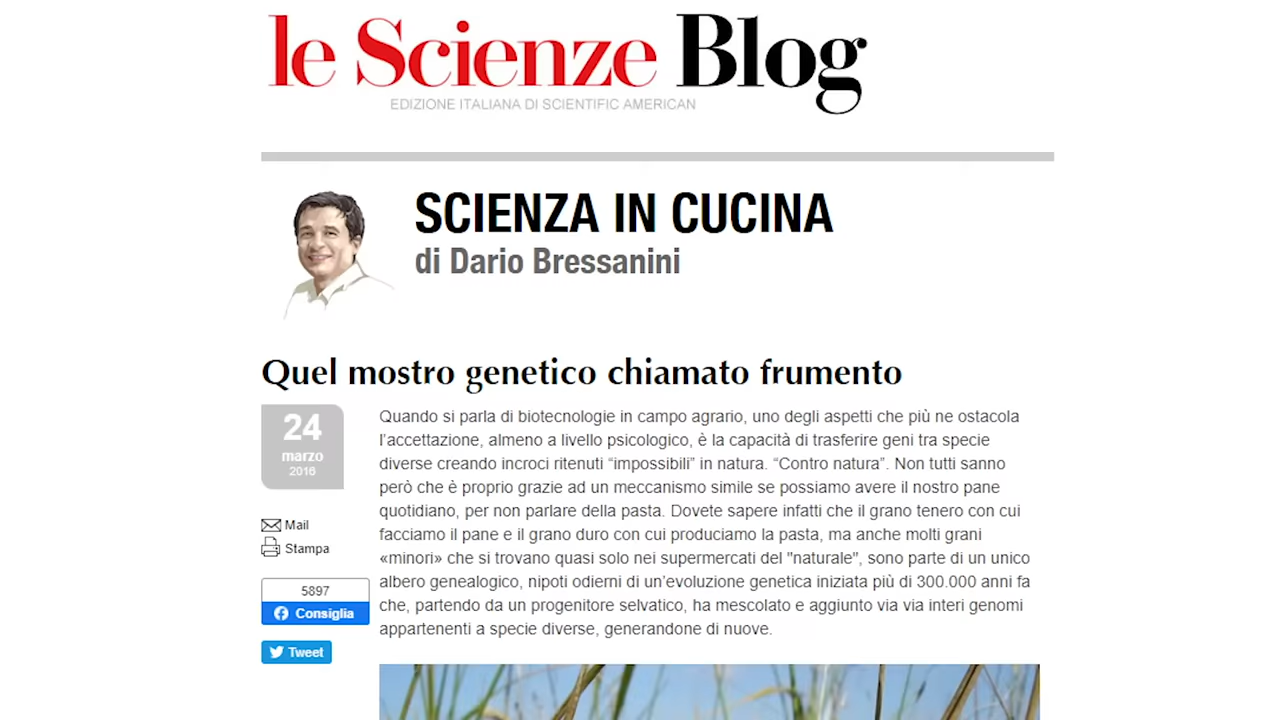 le Scienze Blog
EDIZIONE ITALIANA DI SCIENTIFIC AMERICAN
SCIENZA IN CUCINA
di Dario Bressanini
Quel mostro genetico chiamato frumento
24
marzo
2016
Mail
Stampa
5897
Consiglia
Tweet
Quando si parla di biotecnologie in campo agrario, uno degli aspetti che più ne ostacola
l’accettazione, almeno a livello psicologico, è la capacità di trasferire geni tra specie
diverse creando incroci ritenuti “impossibili” in natura. “Contro natura”. Non tutti sanno
però che è proprio grazie ad un meccanismo simile se possiamo avere il nostro pane
quotidiano, per non parlare della pasta. Dovete sapere infatti che il grano tenero con cui
facciamo il pane e il grano duro con cui produciamo la pasta, ma anche molti grani
«minori» che si trovano quasi solo nei supermercati del "naturale", sono parte di un unico
albero genealogico, nipoti odierni di un’evoluzione genetica iniziata più di 300.000 anni fa
che, partendo da un progenitore selvatico, ha mescolato e aggiunto via via interi genomi
appartenenti a specie diverse, generandone di nuove.